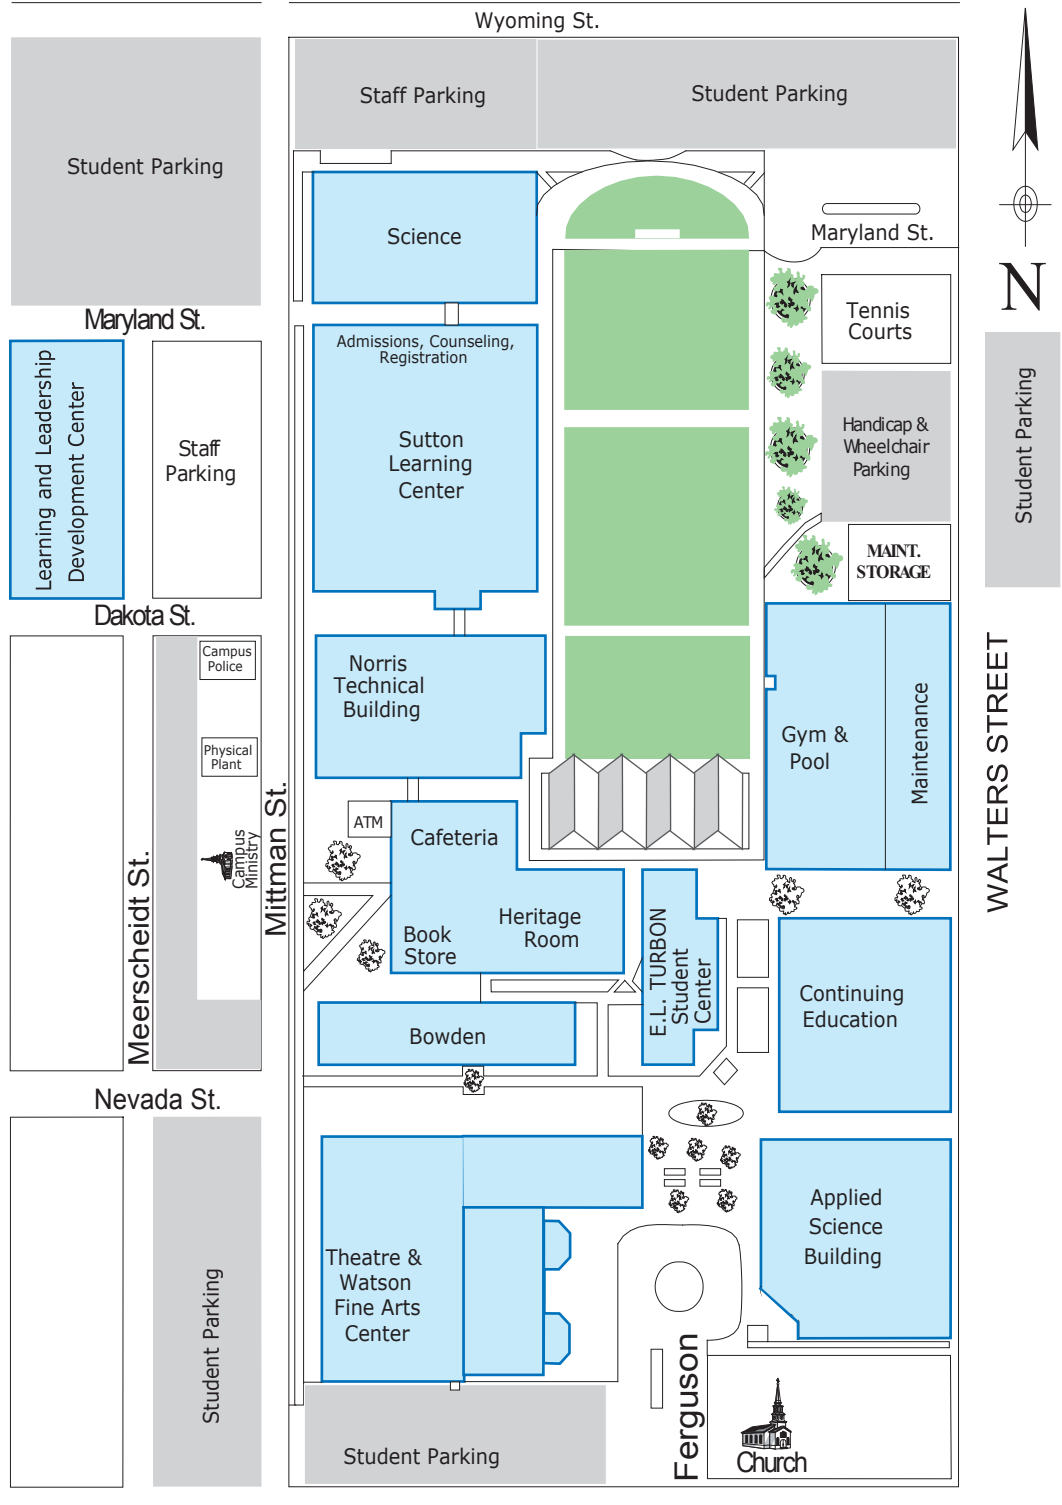 Wyoming St.
Staff Parking
Student Parking
Student Parking
Science
Maryland St.
N
Maryland St.
Admissions, Counseling,
Registration
Tennis
Courts
Learning and Leadership
Development Center
Staff
Parking
Sutton
Learning
Center
Handicap &
Wheelchair
Parking
Student Parking
MAINT.
STORAGE
Dakota St.
Campus
Police
Norris
Technical
Building
Gym &
Pool
Maintenance
WALTERS STREET
Physical
Plant
Campus
Ministry
Meerscheidt St.
Mittman St.
ATM
Cafeteria
Heritage
Room
Book
Store
E.L. TURBON
Student
Center
Continuing
Education
Bowden
Nevada St.
Applied
Science
Building
Theatre &
Watson
Fine Arts
Center
Student Parking
Ferguson
Student Parking
Church